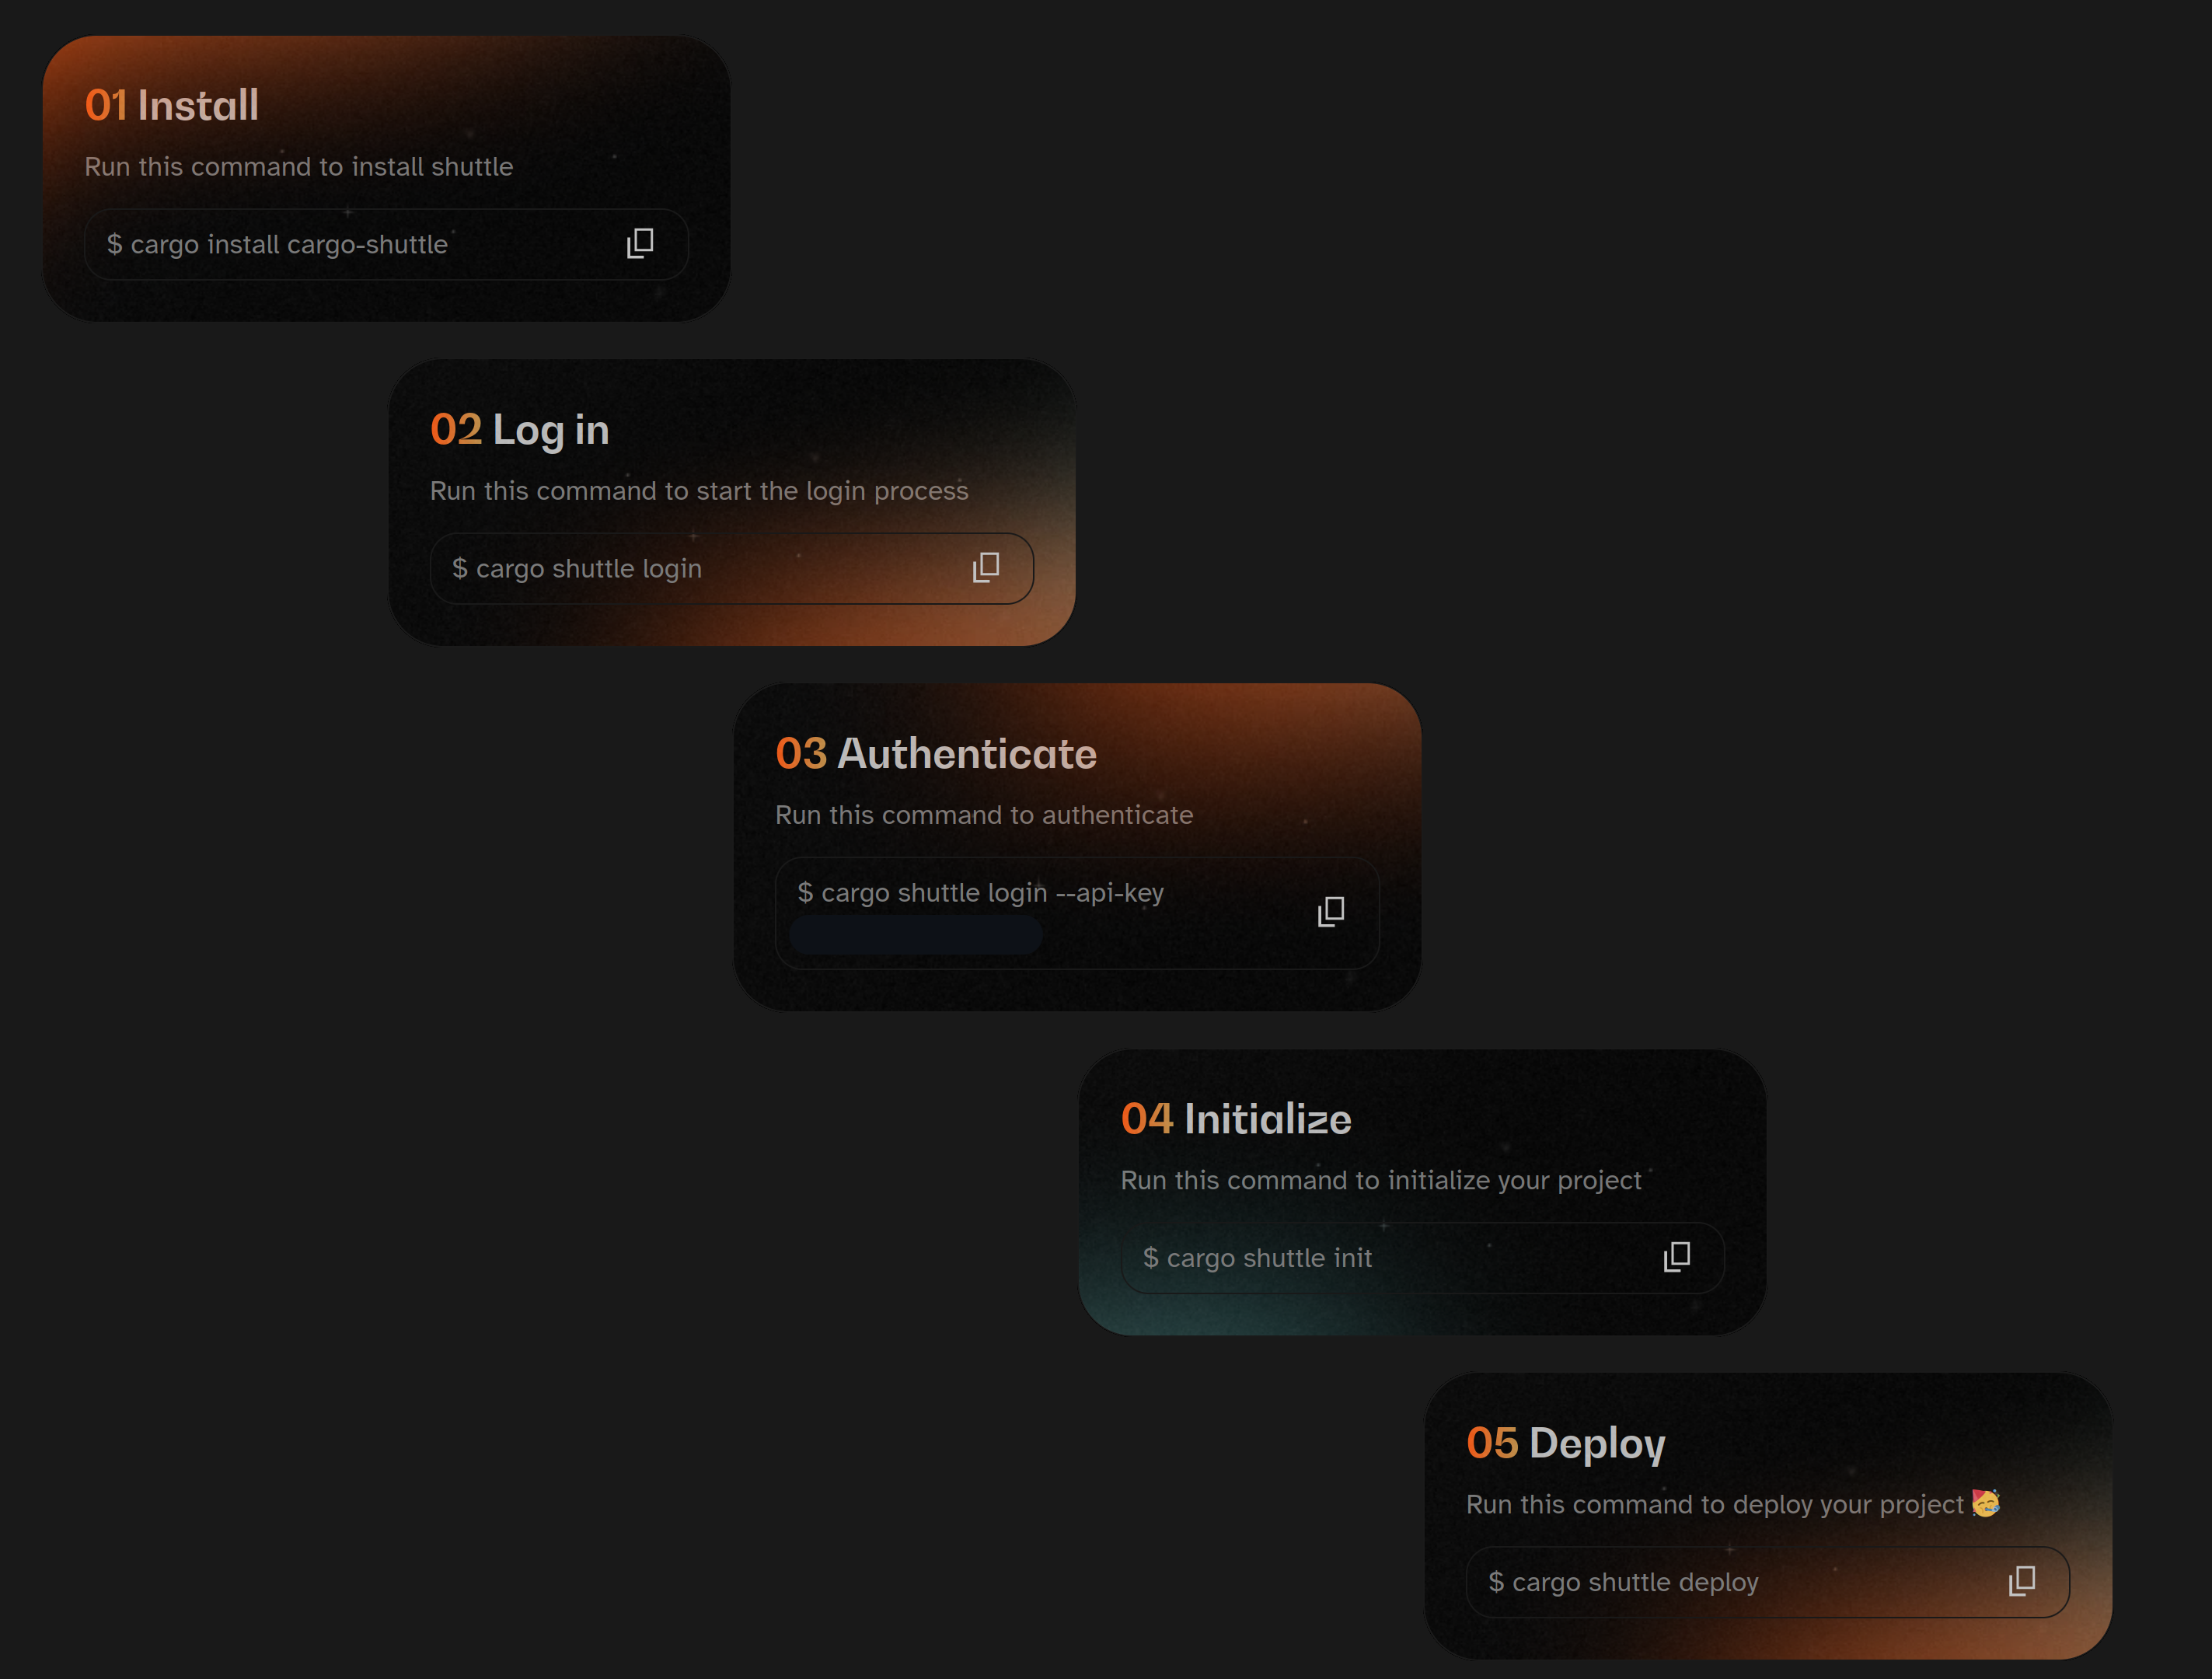 01 Install
Run this command to install shuttle
$ cargo install cargo-shuttle
02 Log in
Run this command to start the login process
$ cargo shuttle login
03 Authenticate
Run this command to authenticate
$ cargo shuttle login --api-key
04 Initialize
Run this command to initialize your project
$ cargo shuttle init
05 Deploy
Run this command to deploy your project 🥳
$ cargo shuttle deploy